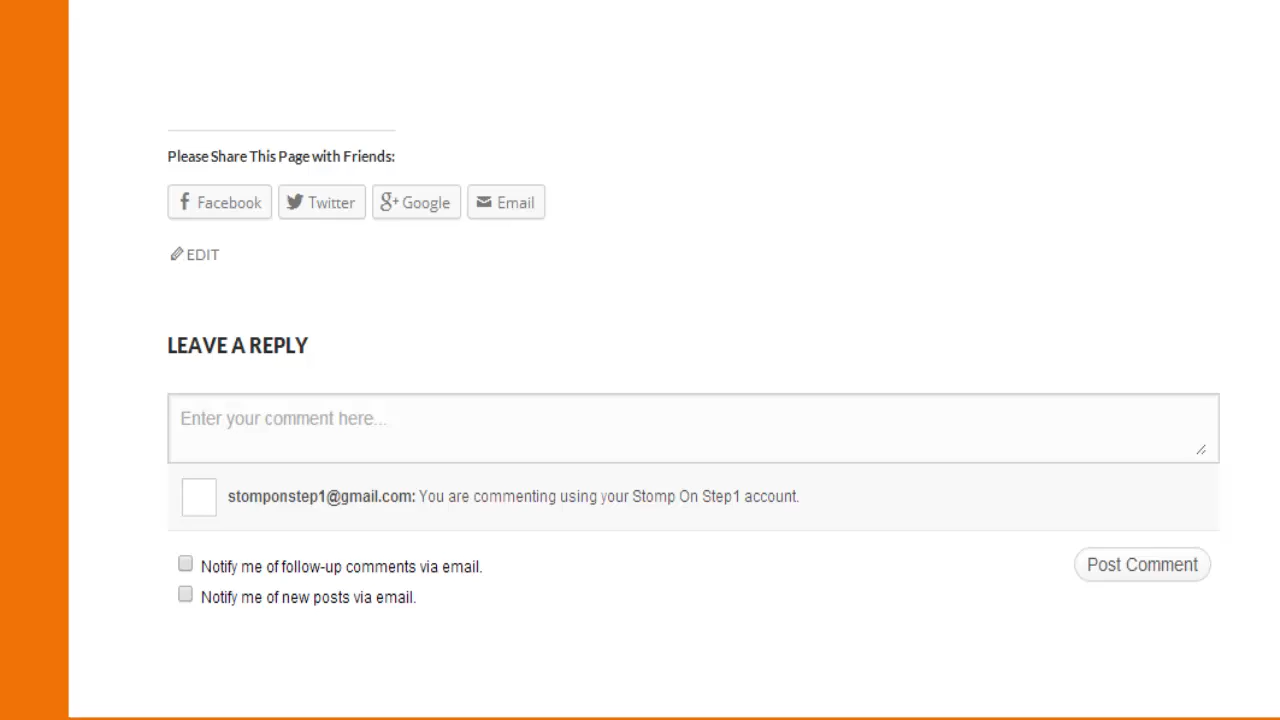 Please Share This Page with Friends:
Facebook Twitter Google Email
EDIT
LEAVE A REPLY
Enter your comment here...
stomponstep1@gmail.com: You are commenting using your Stomp On Step1 account.
Notify me of follow-up comments via email.
Post Comment
Notify me of new posts via email.